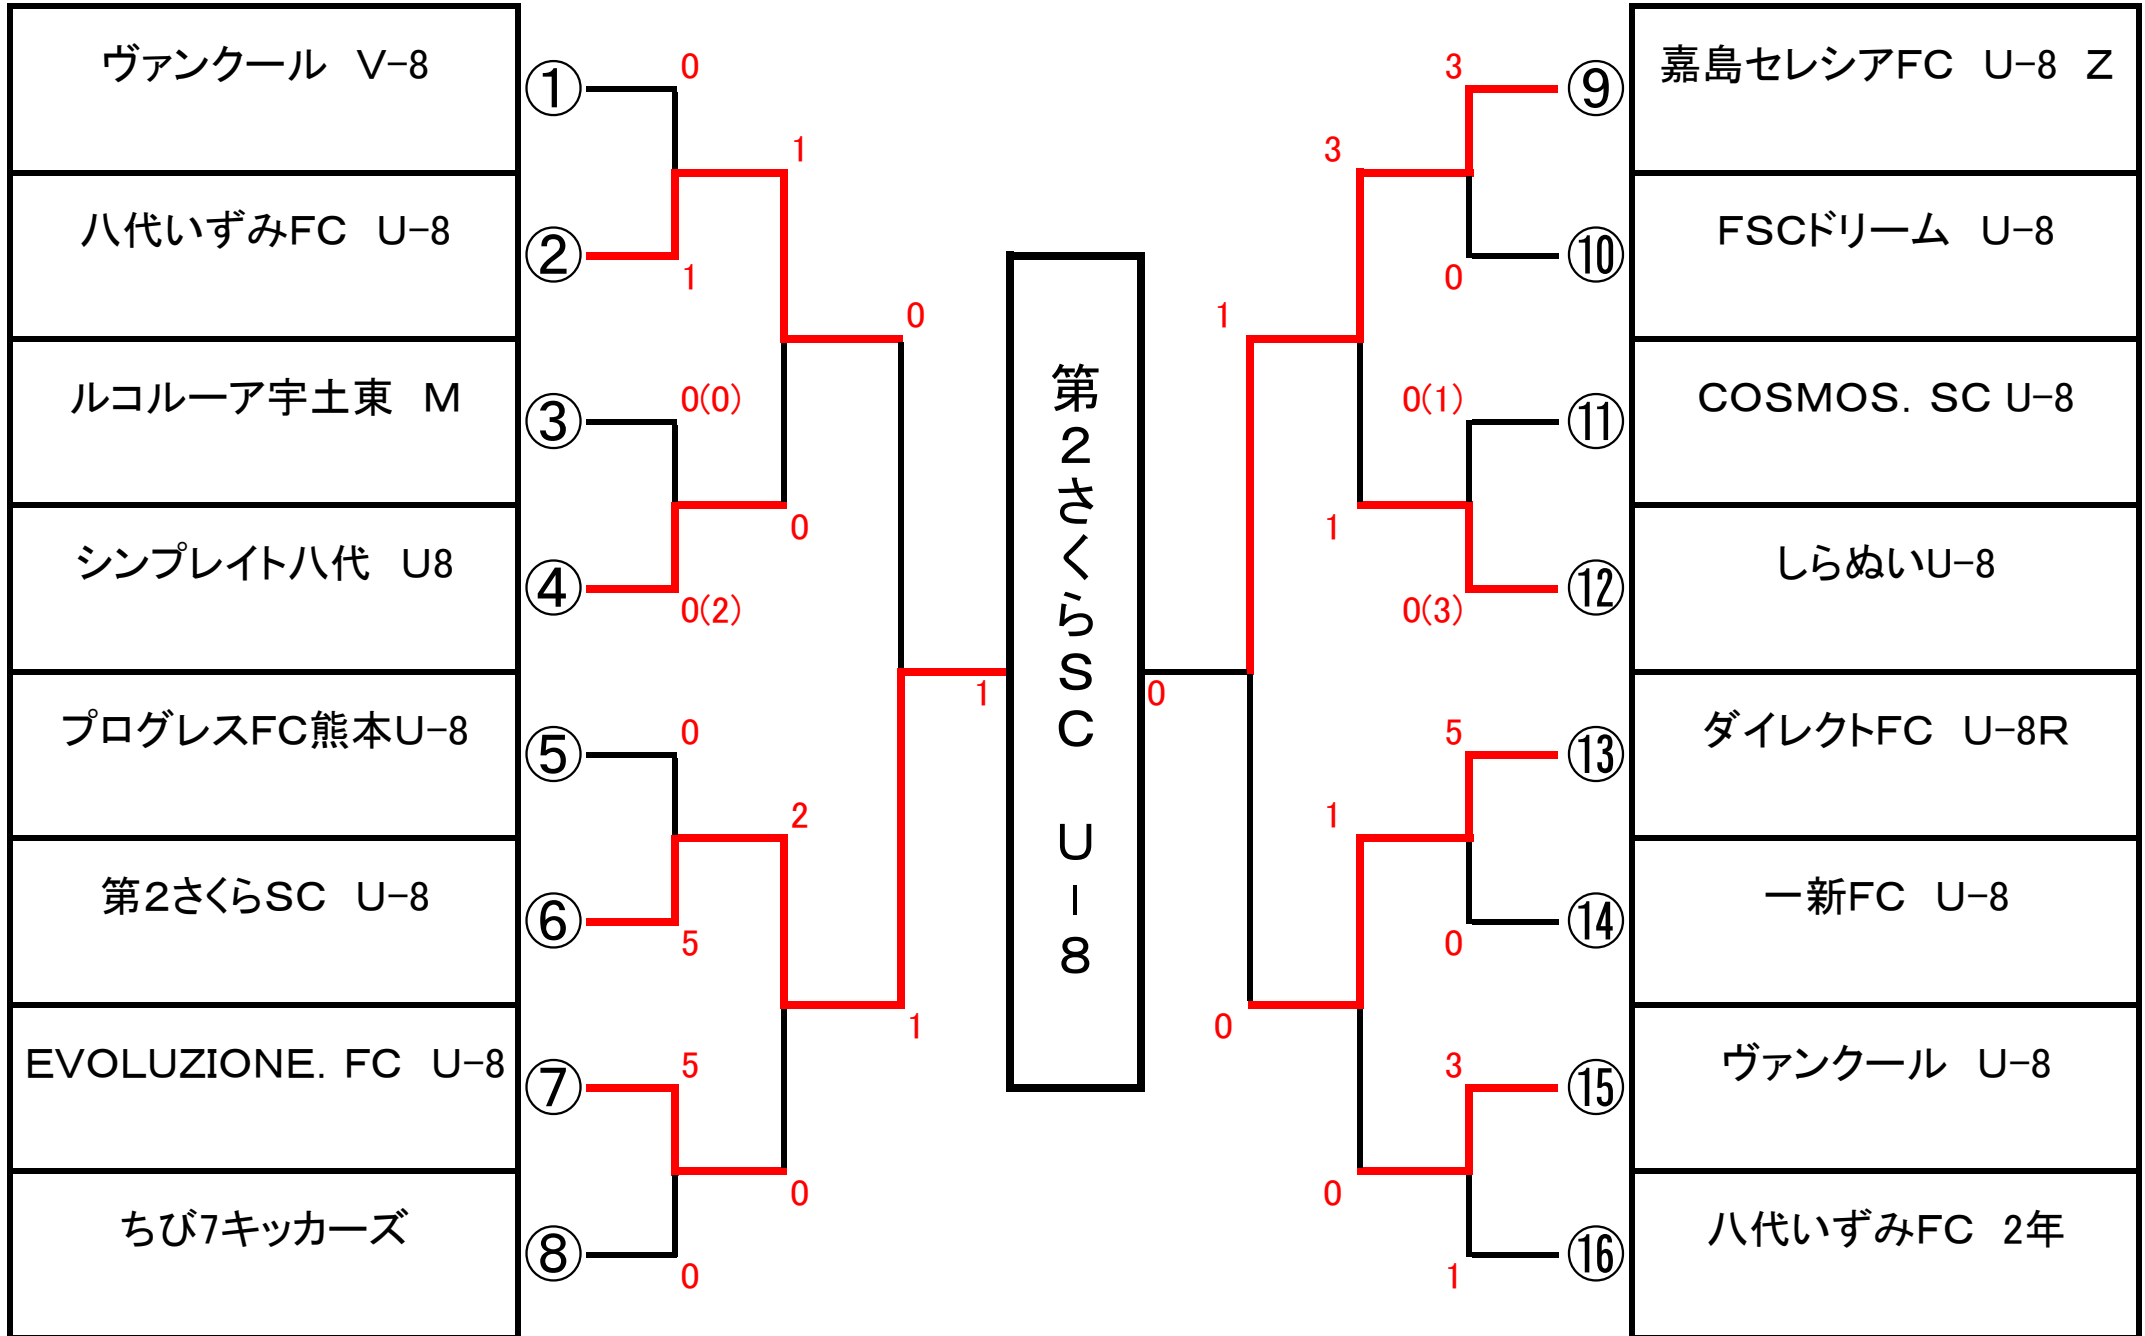 ヴァンクール　V-8
八代いずみFC　U-8
ルコルーア宇土東　M
シンプレイト八代　U8
プログレスFC熊本U-8
第2さくらSC　U-8
EVOLUZIONE．FC　U-8
ちび7キッカーズ
①
②
③
④
⑤
⑥
⑦
⑧
0
1
0(0)
0(2)
0
5
5
0
1
0
2
0
0
1
1
第2さくらSC　U-8
0
1
0
3
1
1
0
3
0
0(1)
0(3)
5
0
3
1
⑨
⑩
⑪
⑫
⑬
⑭
⑮
⑯
嘉島セレシアFC　U-8　Z
FSCドリーム　U-8
COSMOS．SC U-8
しらぬいU-8
ダイレクトFC　U-8R
一新FC　U-8
ヴァンクール　U-8
八代いずみFC　2年